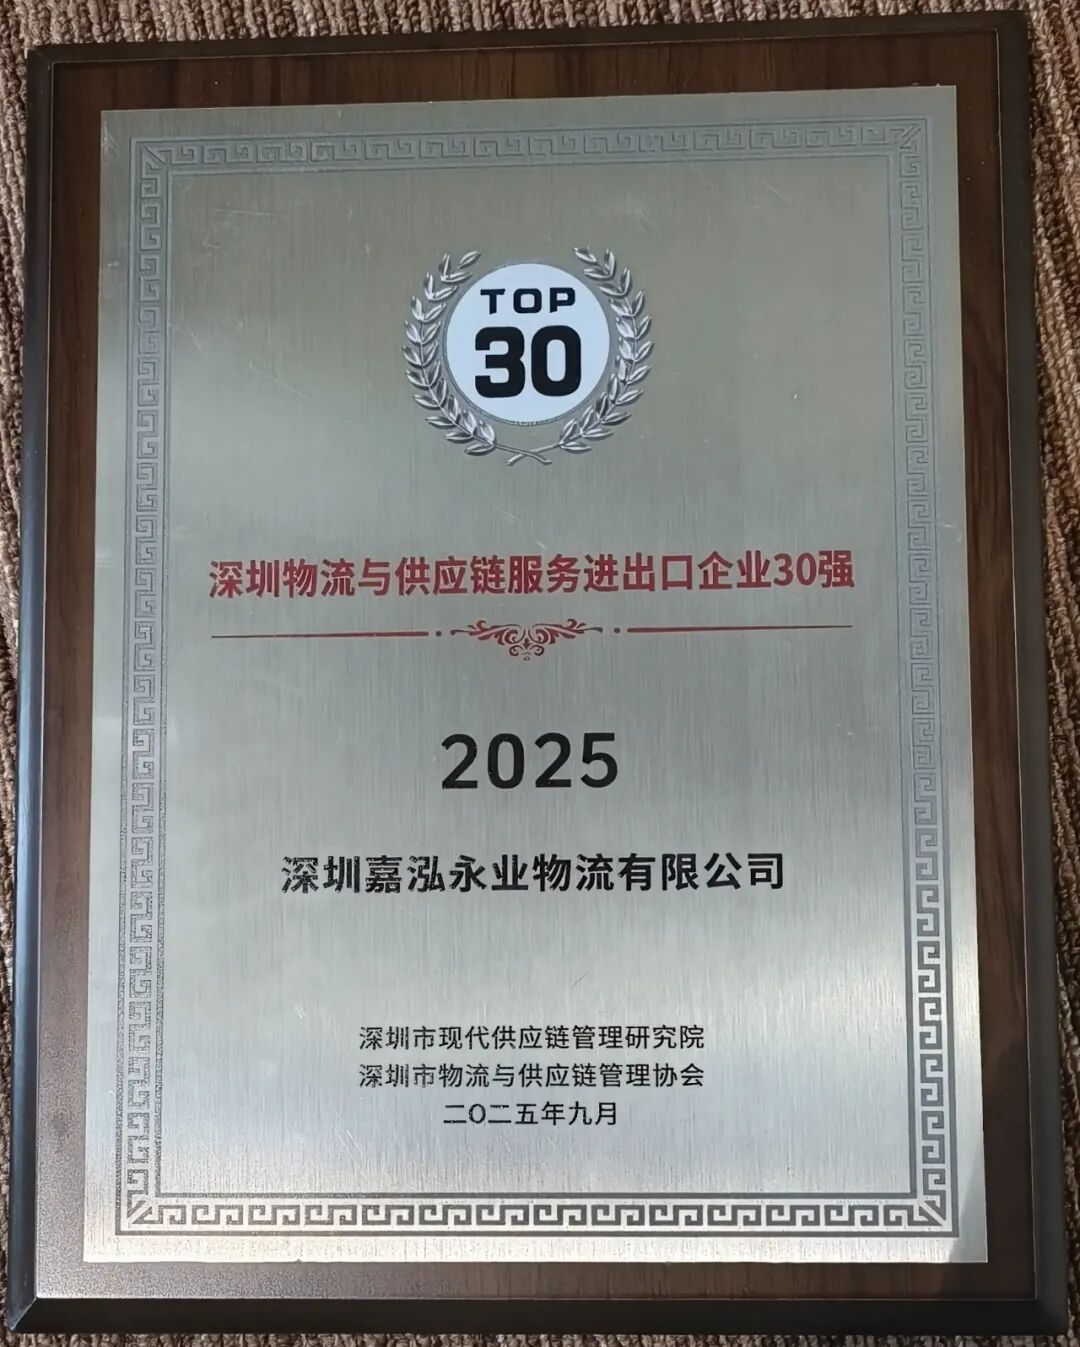 TOP
30
深圳物流与供应链服务进出口企业30强
2025
深圳嘉泓永业物流有限公司
深圳市现代供应链管理研究院
深圳市物流与供应链管理协会
二〇二五年九月